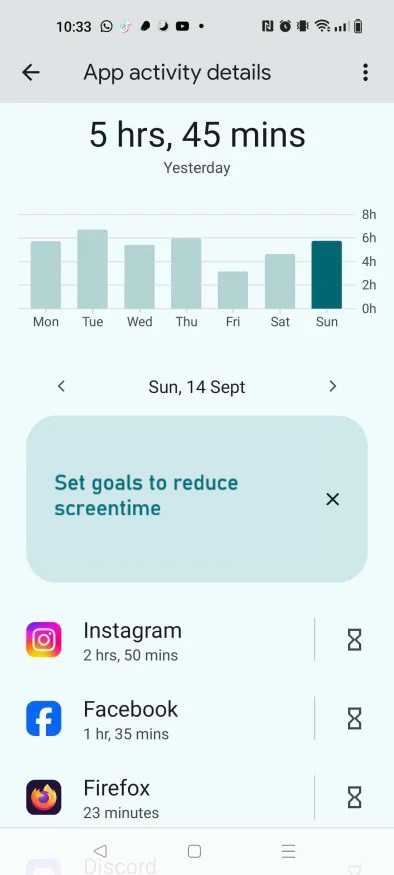 10:33
App activity details
5 hrs, 45 mins
Yesterday
8h
6h
4h
2h
0h
Mon Tue Wed Thu Fri Sat Sun
Sun, 14 Sept
Set goals to reduce
screentime
Instagram
2 hrs, 50 mins
Facebook
1 hr, 35 mins
Firefox
23 minutes
Discord